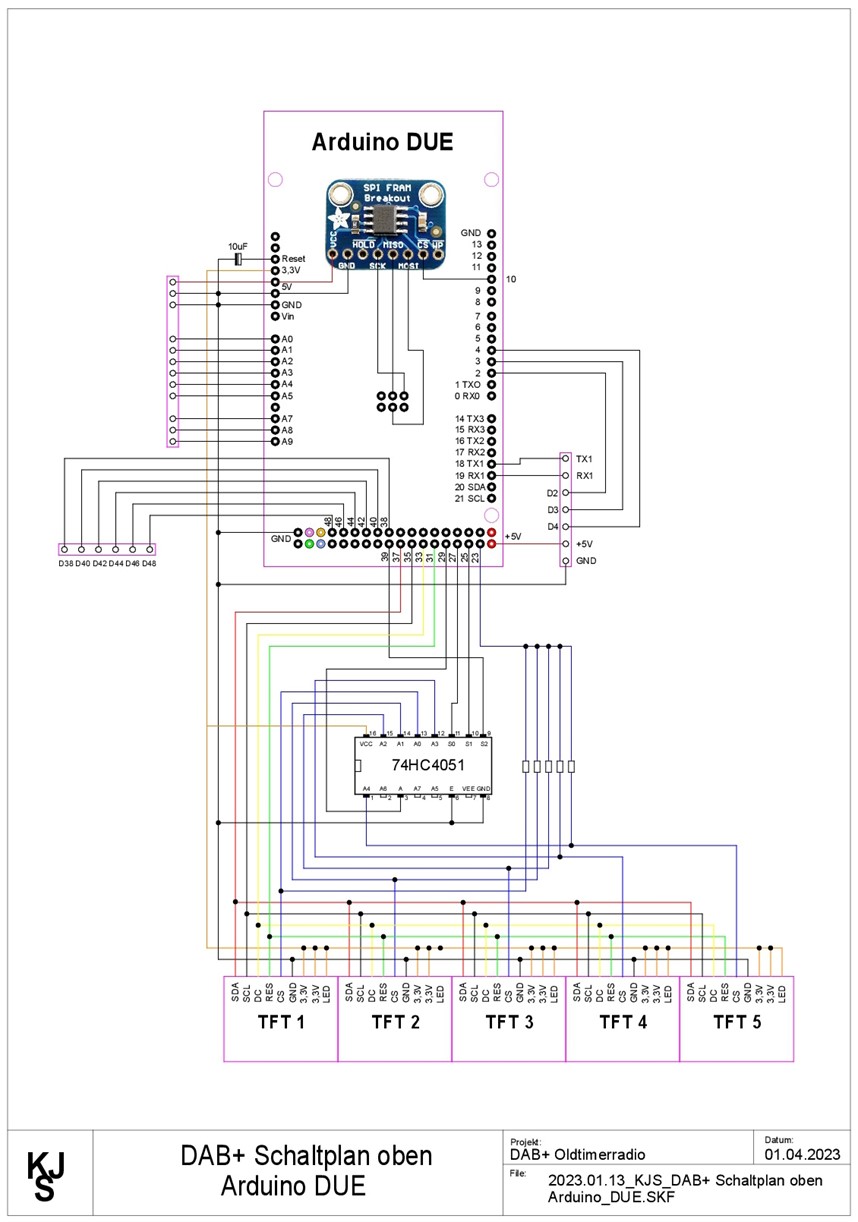 Arduino DUE
SPI FRAM
Breakout
VCC HOLD MISO CS WP
GND SCK MOSI
10uF
Reset
3,3V
5V
GND
Vin
A0
A1
A2
A3
A4
A5
A7
A8
A9
GND
13
12
11
10
9
8
7
6
5
4
3
2
1 TX0
0 RX0
14 TX3
15 RX3
16 TX2
17 RX2
18 TX1
19 RX1
20 SDA
21 SCL
TX1
RX1
D2
D3
D4
+5V
GND
48 46 44 42 40 38
GND
+5V
39 37 35 33 31 29 27 25 23
D38 D40 D42 D44 D46 D48
16 15 14 13 12 11 10 9
VCC A2 A1 A0 A3 S0 S1 S2
74HC4051
A4 A6 A A7 A5 E VEE GND
1 2 3 4 5 6 7 8
SDA SCL DC RES CS GND 3,3V 3,3V LED
TFT 1
SDA SCL DC RES CS GND 3,3V 3,3V LED
TFT 2
SDA SCL DC RES CS GND 3,3V 3,3V LED
TFT 3
SDA SCL DC RES CS GND 3,3V 3,3V LED
TFT 4
SDA SCL DC RES CS GND 3,3V 3,3V LED
TFT 5
KJS
DAB+ Schaltplan oben
Arduino DUE
Projekt:
DAB+ Oldtimerradio
Datum:
01.04.2023
File:
2023.01.13_KJS_DAB+ Schaltplan oben
Arduino_DUE.SKF